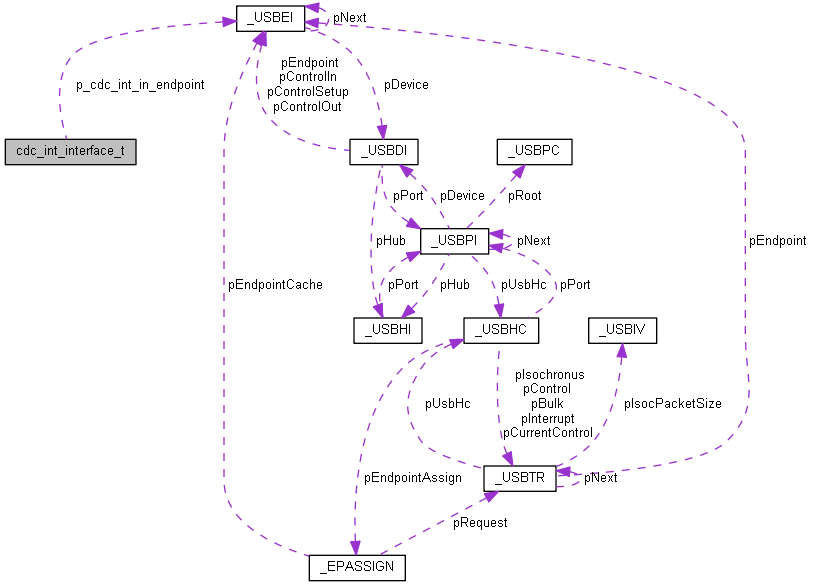 _USBEI
pNext
p_cdc_int_in_endpoint
pEndpoint
pControlIn
pControlSetup
pControlOut
pDevice
cdc_int_interface_t
_USBDI
_USBPC
pPort
pDevice
pRoot
pHub
_USBPI
pNext
pEndpoint
pEndpointCache
pPort
pHub
pUsbHc
pPort
_USBHI
_USBHC
_USBIV
pIsochronus
pControl
pBulk
pInterrupt
pCurrentControl
pUsbHc
pIsocPacketSize
pEndpointAssign
_USBTR
pNext
pRequest
_EPASSIGN